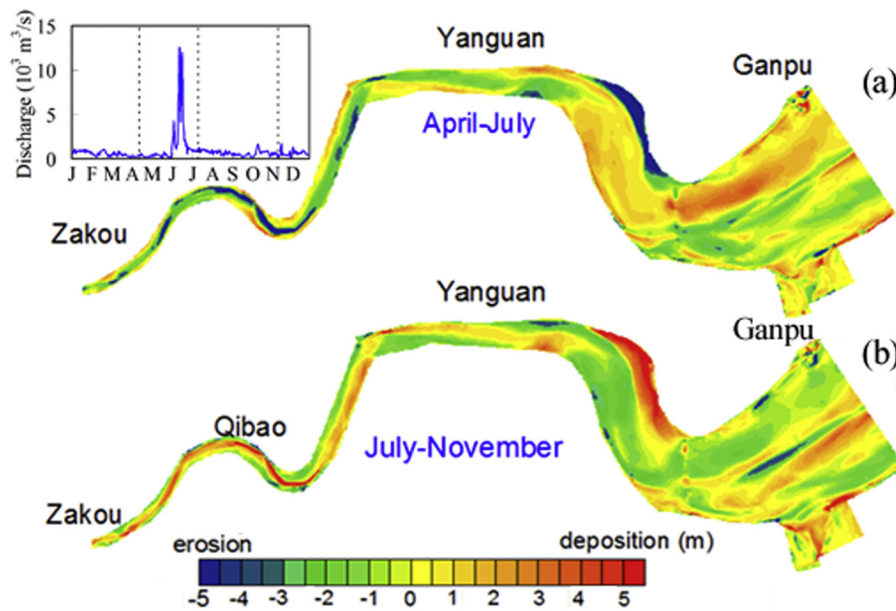 15
10
5
0
Discharge (10³ m³/s)
J F M A M J J A S O N D
Yanguan
Ganpu
(a)
April-July
Zakou
Yanguan
Ganpu
(b)
Qibao
July-November
Zakou
erosion deposition (m)
-5 -4 -3 -2 -1 0 1 2 3 4 5